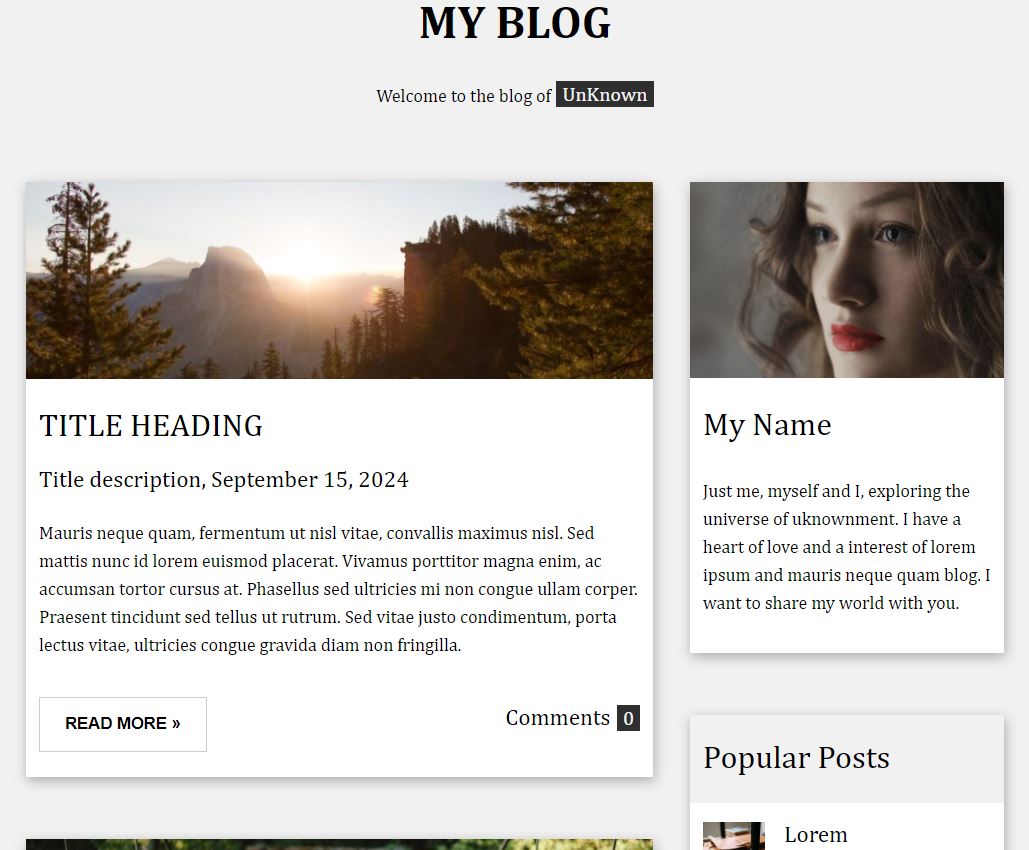 MY BLOG
Welcome to the blog of UnKnown
TITLE HEADING
Title description, September 15, 2024
Mauris neque quam, fermentum ut nisl vitae, convallis maximus nisl. Sed
mattis nunc id lorem euismod placerat. Vivamus porttitor magna enim, ac
accumsan tortor cursus at. Phasellus sed ultricies mi non congue ullam corper.
Praesent tincidunt sed tellus ut rutrum. Sed vitae justo condimentum, porta
lectus vitae, ultricies congue gravida diam non fringilla.
READ MORE »
Comments 0
My Name
Just me, myself and I, exploring the
universe of uknownment. I have a
heart of love and a interest of lorem
ipsum and mauris neque quam blog. I
want to share my world with you.
Popular Posts
Lorem